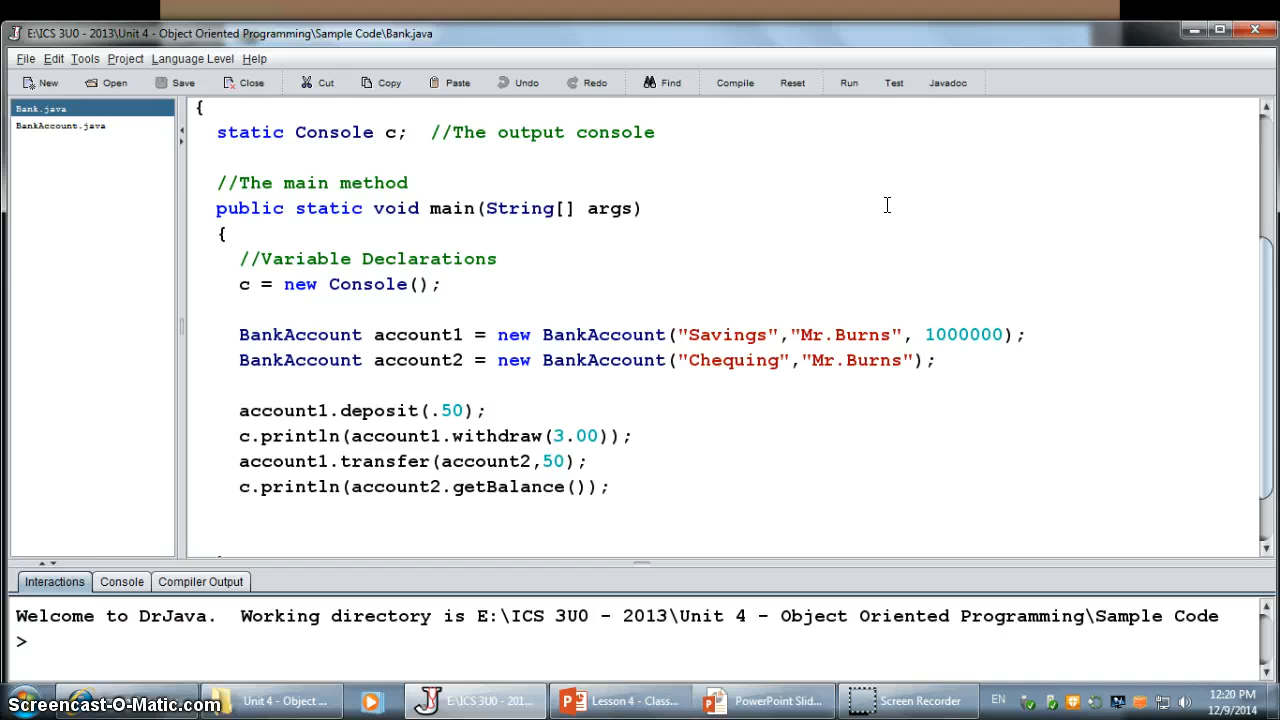 E:\ICS 3U0 - 2013\Unit 4 - Object Oriented Programming\Sample Code\Bank.java
File Edit Tools Project Language Level Help
New Open Save Close Cut Copy Paste Undo Redo Find Compile Reset Run Test Javadoc
Bank.java
BankAccount.java
{
static Console c; //The output console
//The main method
public static void main(String[] args)
{
//Variable Declarations
c = new Console();
BankAccount account1 = new BankAccount("Savings","Mr.Burns", 1000000);
BankAccount account2 = new BankAccount("Chequing","Mr.Burns");
account1.deposit(.50);
c.println(account1.withdraw(3.00));
account1.transfer(account2,50);
c.println(account2.getBalance());
Interactions Console Compiler Output
Welcome to DrJava. Working directory is E:\ICS 3U0 - 2013\Unit 4 - Object Oriented Programming\Sample Code
>
Unit 4 - Object ... E:\ICS 3U0 - 201... Lesson 4 - Class... PowerPoint Slid... Screen Recorder EN 12:20 PM
12/9/2014
Screencast-O-Matic.com